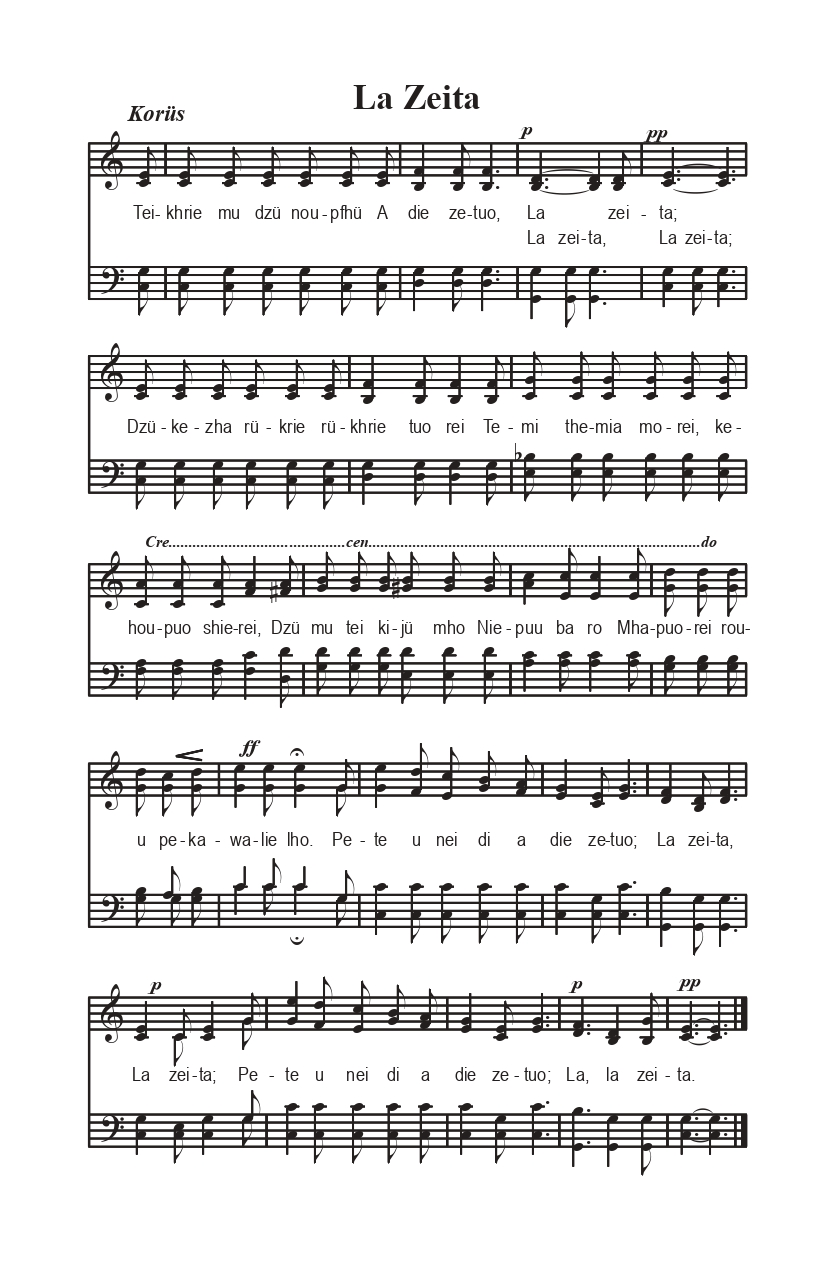 La Zeita
Korüs
p pp
Tei- khrie mu dzü nou-pfhü A die ze-tuo, La zei - ta;
La zei-ta, La zei-ta;
Dzü- ke- zha rü- krie rü-khrie tuo rei Te- mi the-mia mo-rei, ke-
Cre...........................................cen................................................................................do
hou-puo shie-rei, Dzü mu tei ki-jü mho Nie-puu ba ro Mha-puo-rei rou-
ff
u pe-ka-wa-lie lho. Pe- te u nei di a die ze-tuo; La zei-ta,
p p pp
La zei-ta; Pe - te u nei di a die ze-tuo; La, la zei- ta.